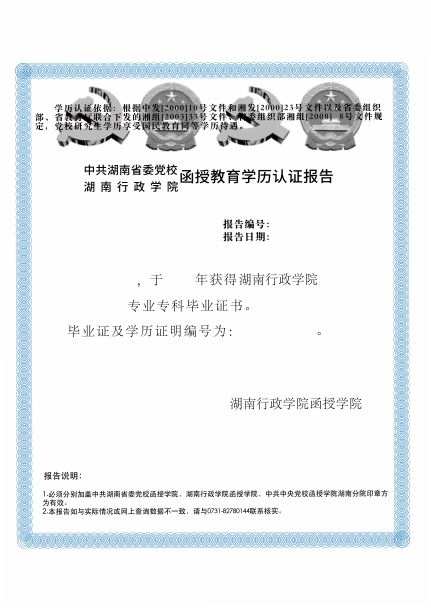 学历认证依据：根据中发[2000]10号文件和湘发[2000]23号文件以及省委组织
部、省教育厅联合下发的湘组[2003]33号文件、省委组织部湘组[2008] 8号文件规
定，党校研究生学历享受国民教育同等学历待遇。
中共湖南省委党校
湖南行政学院 函授教育学历认证报告
报告编号:
报告日期:
，于 年获得湖南行政学院
专业专科毕业证书。
毕业证及学历证明编号为: 。
湖南行政学院函授学院
报告说明:
1.必须分别加盖中共湖南省委党校函授学院、湖南行政学院函授学院、中共中央党校函授学院湖南分院印章方
为有效。
2.本报告如与实际情况或网上查询数据不一致，请与0731-82780144联系核实。